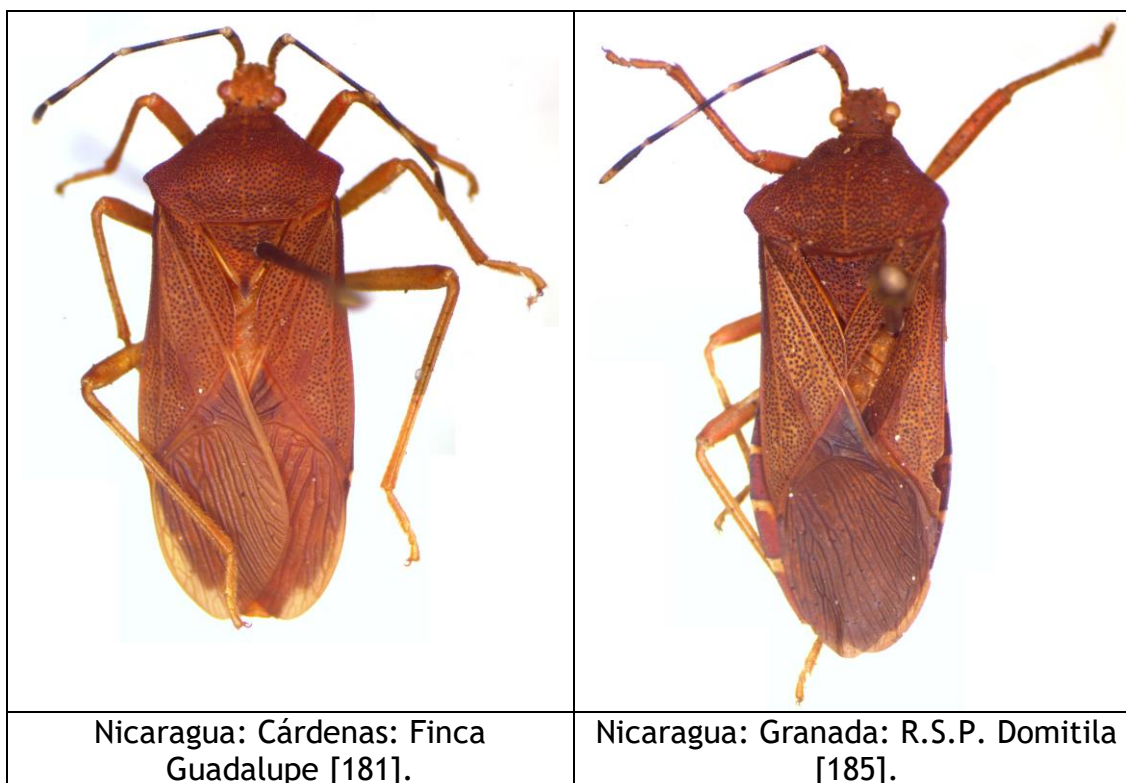 Nicaragua: Cárdenas: Finca
Guadalupe [181].
Nicaragua: Granada: R.S.P. Domitila
[185].